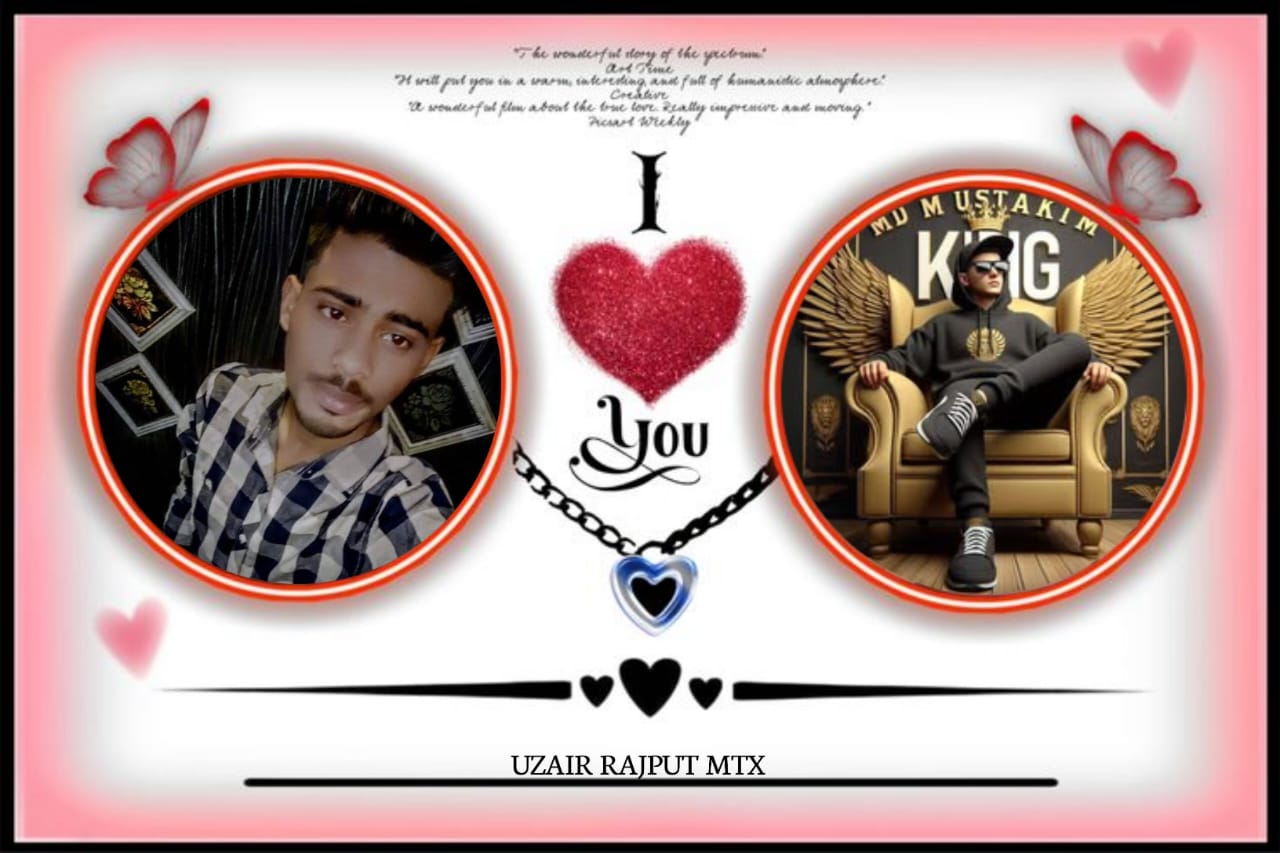 "The wonderful story of the spectrum."
Art Time
"It will put you in a warm, interesting, and full of humanistic atmosphere."
Creative
"A wonderful film about the true love. Really impressive and moving."
Picsart Weekly
I
You
MD MUSTAKIM
KING
UZAIR RAJPUT MTX